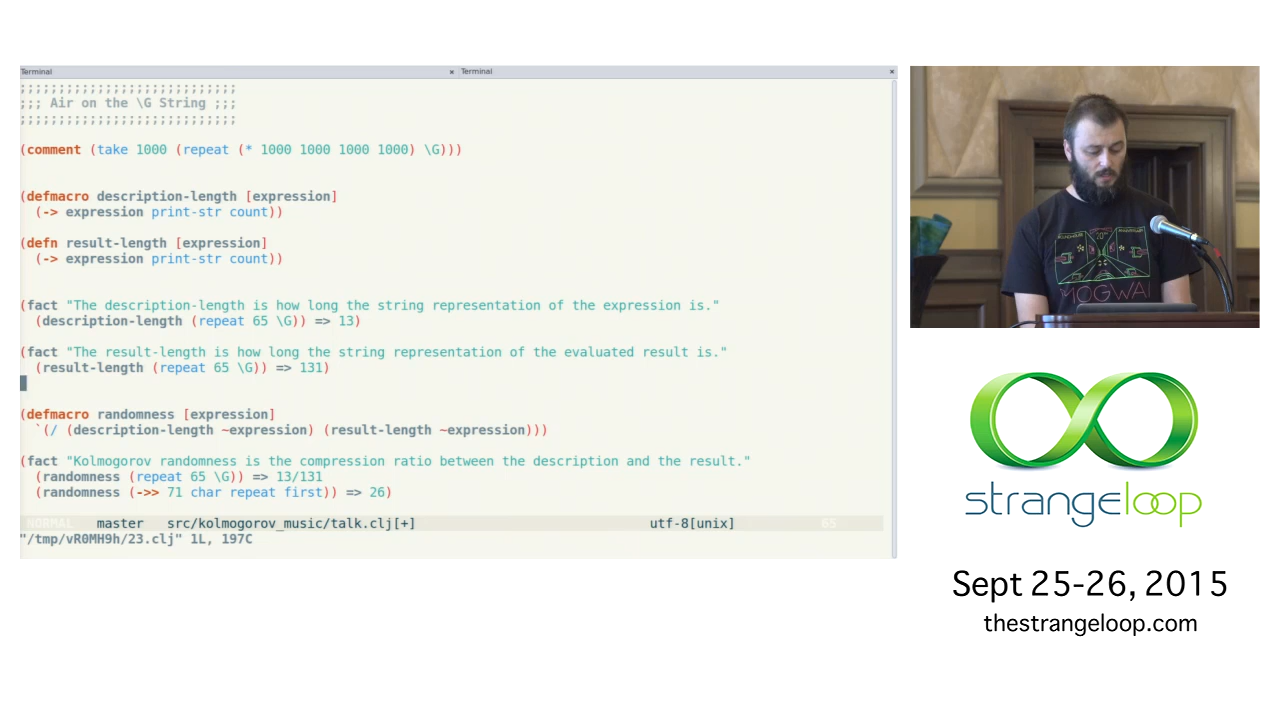 Terminal × Terminal ×
;;;;;;;;;;;;;;;;;;;;;;;;;;;;
;;; Air on the \G String ;;;
;;;;;;;;;;;;;;;;;;;;;;;;;;;;
(comment (take 1000 (repeat (* 1000 1000 1000 1000) \G)))
(defmacro description-length [expression]
  (-> expression print-str count))
(defn result-length [expression]
  (-> expression print-str count))
(fact "The description-length is how long the string representation of the expression is."
  (description-length (repeat 65 \G)) => 13)
(fact "The result-length is how long the string representation of the evaluated result is."
  (result-length (repeat 65 \G)) => 131)
(defmacro randomness [expression]
  `(/ (description-length ~expression) (result-length ~expression)))
(fact "Kolmogorov randomness is the compression ratio between the description and the result."
  (randomness (repeat 65 \G)) => 13/131
  (randomness (->> 71 char repeat first)) => 26)
NORMAL master src/kolmogorov_music/talk.clj[+] utf-8[unix] 65
"/tmp/vR0MH9h/23.clj" 1L, 197C
MOGWAI
strangeloop
Sept 25-26, 2015
thestrangeloop.com